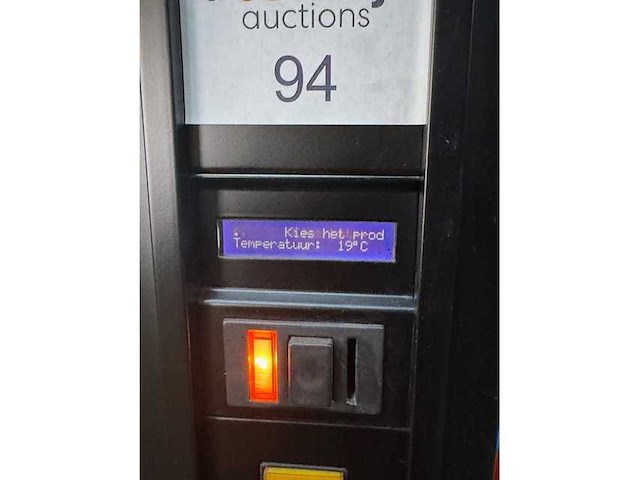 auctions
94
Kies het prod
Temperatuur: 19°C